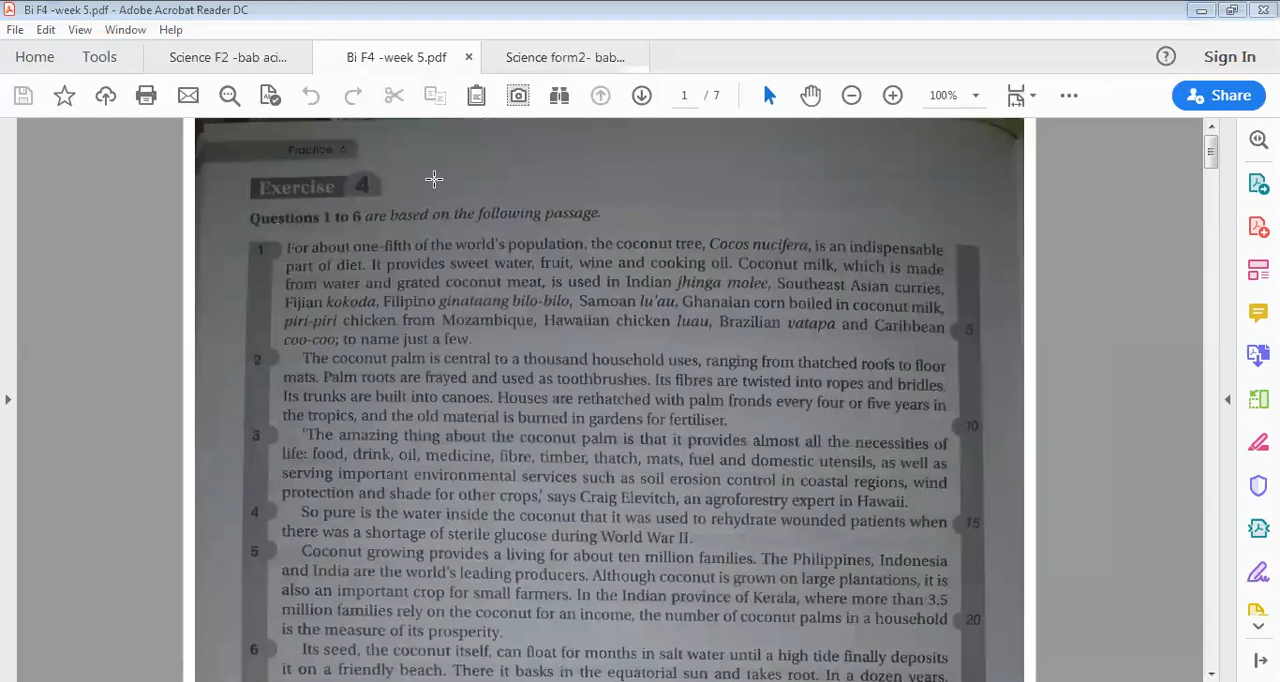 Bi F4 -week 5.pdf - Adobe Acrobat Reader DC
File Edit View Window Help
Home Tools Science F2 -bab aci... Bi F4 -week 5.pdf × Science form2- bab... Sign In
1 / 7 100% Share
Practice
Exercise 4
Questions 1 to 6 are based on the following passage.
1 For about one-fifth of the world's population, the coconut tree, Cocos nucifera, is an indispensable
part of diet. It provides sweet water, fruit, wine and cooking oil. Coconut milk, which is made
from water and grated coconut meat, is used in Indian jhinga molee, Southeast Asian curries,
Fijian kokoda, Filipino ginataang bilo-bilo, Samoan lu'au, Ghanaian corn boiled in coconut milk,
piri-piri chicken from Mozambique, Hawaiian chicken luau, Brazilian vatapa and Caribbean 5
coo-coo; to name just a few.
2 The coconut palm is central to a thousand household uses, ranging from thatched roofs to floor
mats. Palm roots are frayed and used as toothbrushes. Its fibres are twisted into ropes and bridles.
Its trunks are built into canoes. Houses are rethatched with palm fronds every four or five years in
the tropics, and the old material is burned in gardens for fertiliser. 10
3 'The amazing thing about the coconut palm is that it provides almost all the necessities of
life: food, drink, oil, medicine, fibre, timber, thatch, mats, fuel and domestic utensils, as well as
serving important environmental services such as soil erosion control in coastal regions, wind
protection and shade for other crops,' says Craig Elevitch, an agroforestry expert in Hawaii.
4 So pure is the water inside the coconut that it was used to rehydrate wounded patients when 15
there was a shortage of sterile glucose during World War II.
5 Coconut growing provides a living for about ten million families. The Philippines, Indonesia
and India are the world's leading producers. Although coconut is grown on large plantations, it is
also an important crop for small farmers. In the Indian province of Kerala, where more than 3.5
million families rely on the coconut for an income, the number of coconut palms in a household 20
is the measure of its prosperity.
6 Its seed, the coconut itself, can float for months in salt water until a high tide finally deposits
it on a friendly beach. There it basks in the equatorial sun and takes root. In a dozen years,